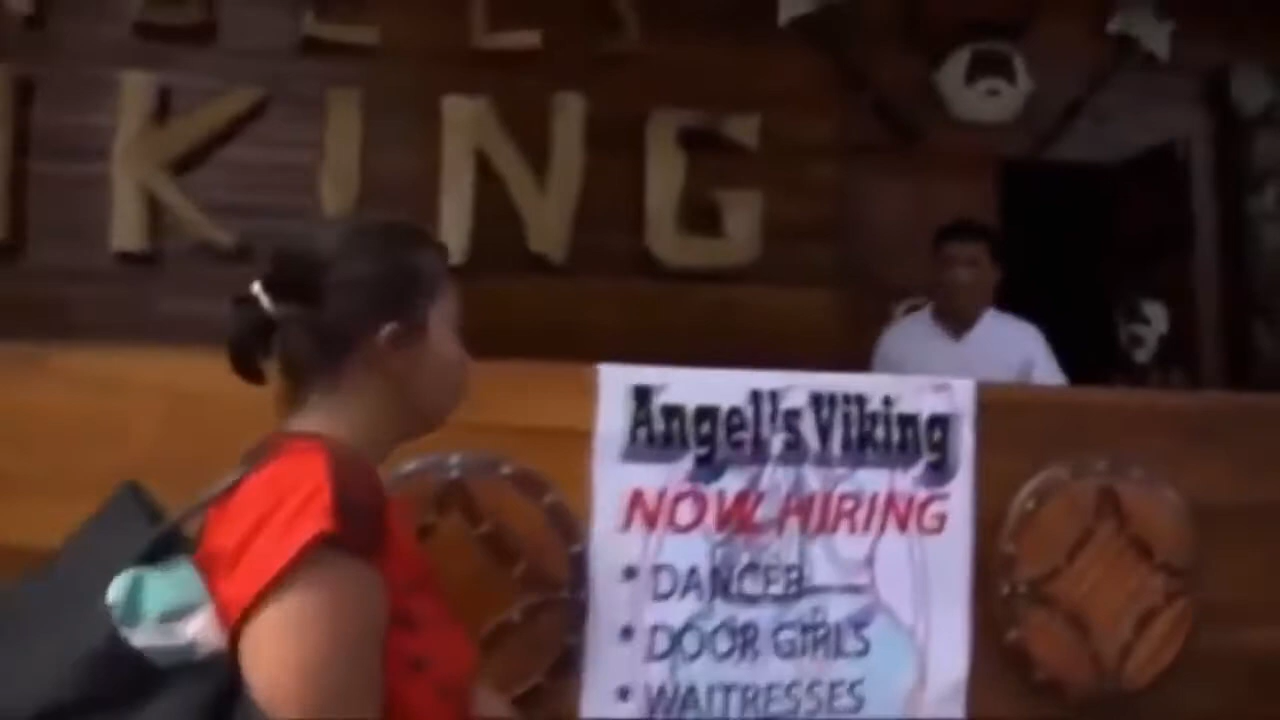 KING
Angel's Viking
NOW HIRING
• DANCER
• DOOR GIRLS
• WAITRESSES